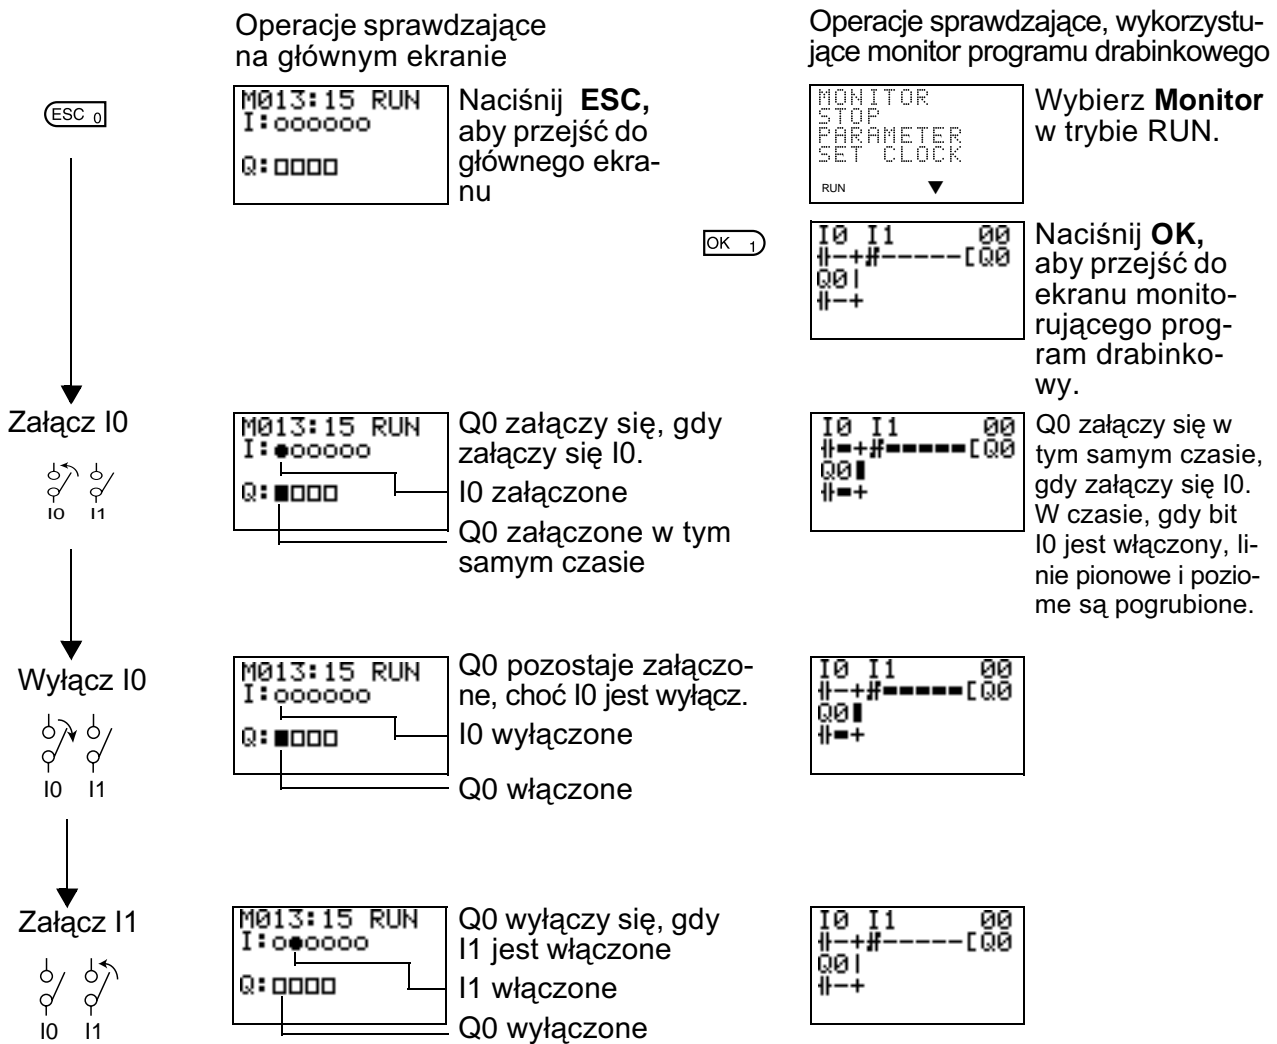 Operacje sprawdzające
na głównym ekranie
Operacje sprawdzające, wykorzystu-
jące monitor programu drabinkowego
ESC 0
M013:15 RUN
I:oooooo
Q:□□□□
Naciśnij ESC,
aby przejść do
głównego ekra-
nu
MONITOR
STOP
PARAMETER
SET CLOCK
RUN ▼
Wybierz Monitor
w trybie RUN.
OK 1
I0 I1 00
[Q0
Q0
Naciśnij OK,
aby przejść do
ekranu monito-
rującego prog-
ram drabinko-
wy.
Załącz I0
I0 I1
M013:15 RUN
I:●ooooo
Q:■□□□
Q0 załączy się, gdy
załączy się I0.
I0 załączone
Q0 załączone w tym
samym czasie
I0 I1 00
[Q0
Q0
Q0 załączy się w
tym samym czasie,
gdy załączy się I0.
W czasie, gdy bit
I0 jest włączony, li-
nie pionowe i pozio-
me są pogrubione.
Wyłącz I0
I0 I1
M013:15 RUN
I:oooooo
Q:■□□□
Q0 pozostaje załączo-
ne, choć I0 jest wyłącz.
I0 wyłączone
Q0 włączone
I0 I1 00
[Q0
Q0
Załącz I1
I0 I1
M013:15 RUN
I:o●oooo
Q:□□□□
Q0 wyłączy się, gdy
I1 jest włączone
I1 włączone
Q0 wyłączone
I0 I1 00
[Q0
Q0